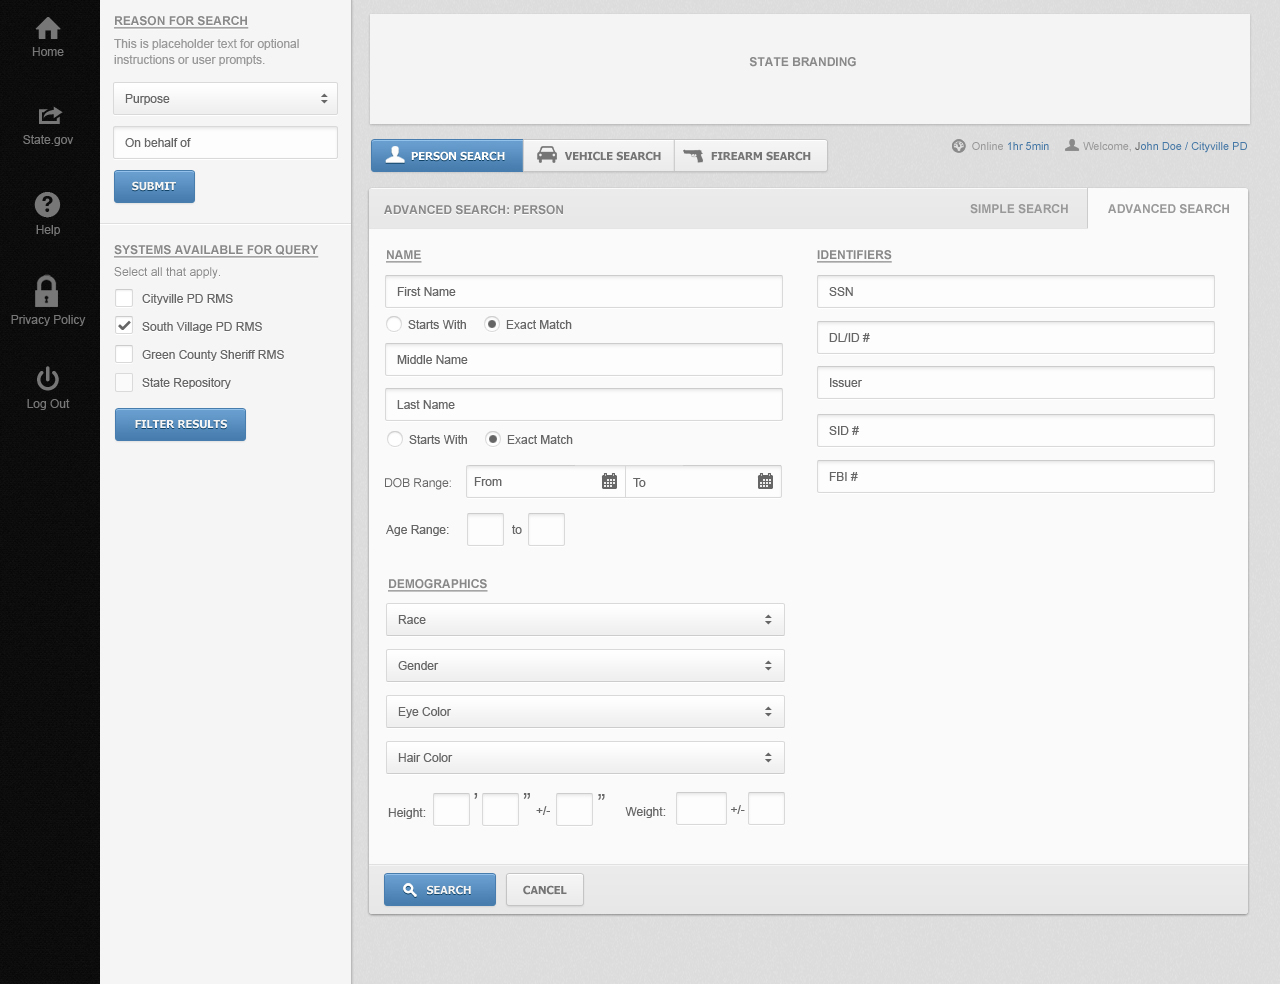 Home
State.gov
Help
Privacy Policy
Log Out
REASON FOR SEARCH
This is placeholder text for optional
instructions or user prompts.
Purpose
On behalf of
SUBMIT
SYSTEMS AVAILABLE FOR QUERY
Select all that apply.
Cityville PD RMS
South Village PD RMS
Green County Sheriff RMS
State Repository
FILTER RESULTS
STATE BRANDING
PERSON SEARCH VEHICLE SEARCH FIREARM SEARCH
Online 1hr 5min Welcome, John Doe / Cityville PD
ADVANCED SEARCH: PERSON SIMPLE SEARCH ADVANCED SEARCH
NAME
First Name
Starts With Exact Match
Middle Name
Last Name
Starts With Exact Match
DOB Range: From To
Age Range: to
DEMOGRAPHICS
Race
Gender
Eye Color
Hair Color
Height: ’ ” +/- ” Weight: +/-
IDENTIFIERS
SSN
DL/ID #
Issuer
SID #
FBI #
SEARCH CANCEL